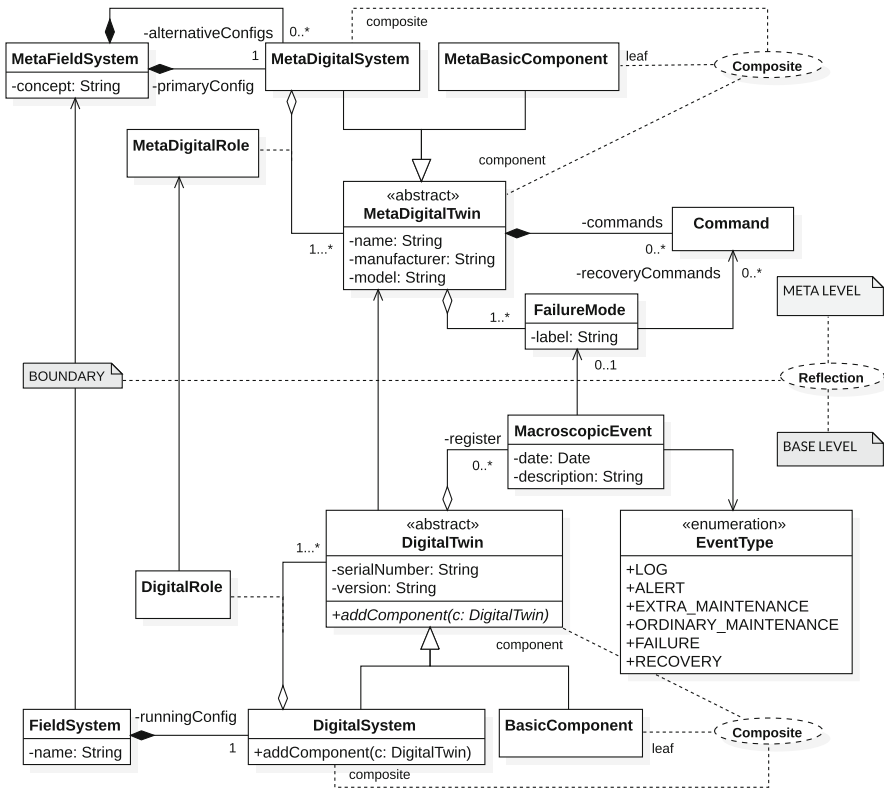 composite
-alternativeConfigs
0..*
MetaFieldSystem
-concept: String
1
-primaryConfig
MetaDigitalSystem
MetaBasicComponent
leaf
Composite
MetaDigitalRole
component
«abstract»
MetaDigitalTwin
-name: String
-manufacturer: String
-model: String
1...*
-commands
0..*
Command
-recoveryCommands
0..*
META LEVEL
1..*
FailureMode
-label: String
0..1
BOUNDARY
Reflection
-register
0..*
MacroscopicEvent
-date: Date
-description: String
BASE LEVEL
«abstract»
DigitalTwin
-serialNumber: String
-version: String
+addComponent(c: DigitalTwin)
1...*
«enumeration»
EventType
+LOG
+ALERT
+EXTRA_MAINTENANCE
+ORDINARY_MAINTENANCE
+FAILURE
+RECOVERY
DigitalRole
component
FieldSystem
-name: String
-runningConfig
1
DigitalSystem
+addComponent(c: DigitalTwin)
BasicComponent
leaf
Composite
composite